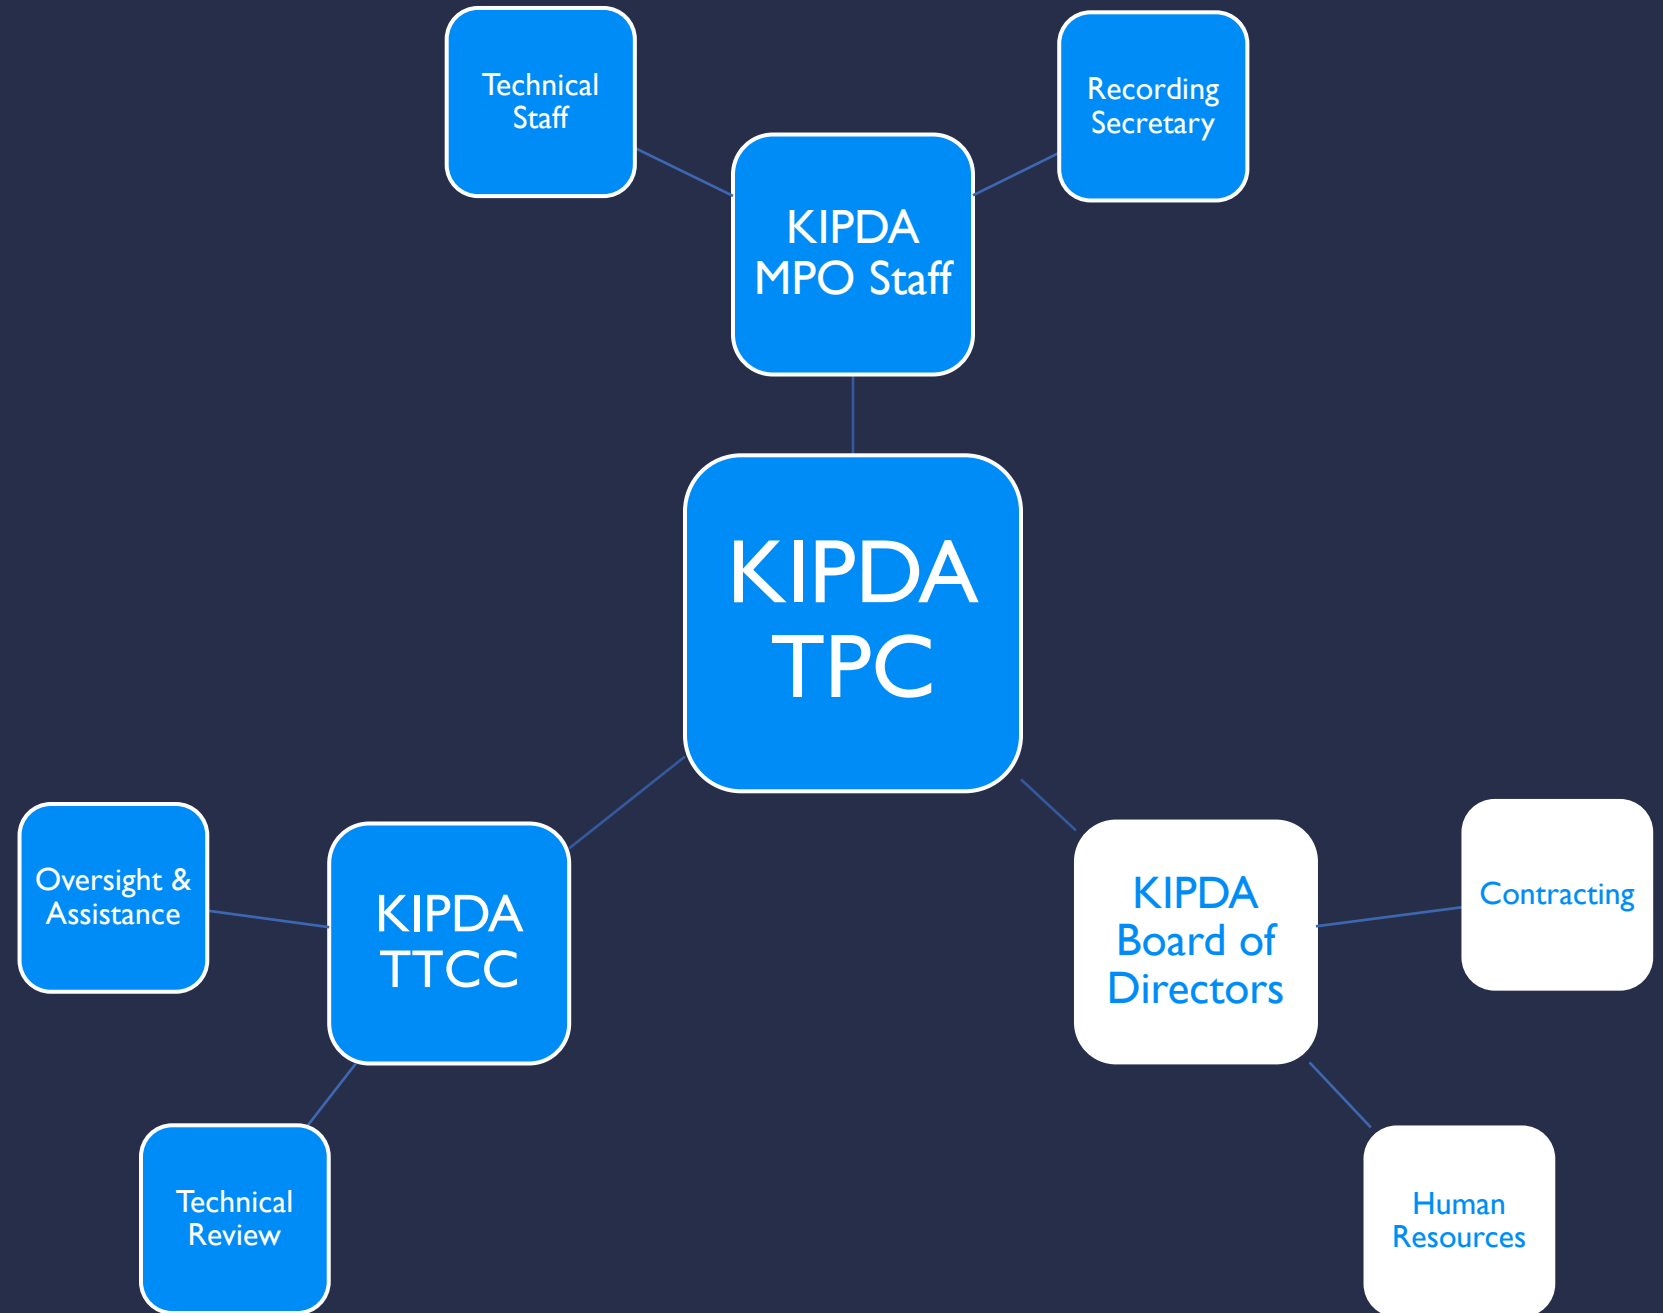 Technical
Staff
Recording
Secretary
KIPDA
MPO Staff
KIPDA
TPC
Oversight &
Assistance
KIPDA
TTCC
Technical
Review
KIPDA
Board of
Directors
Contracting
Human
Resources